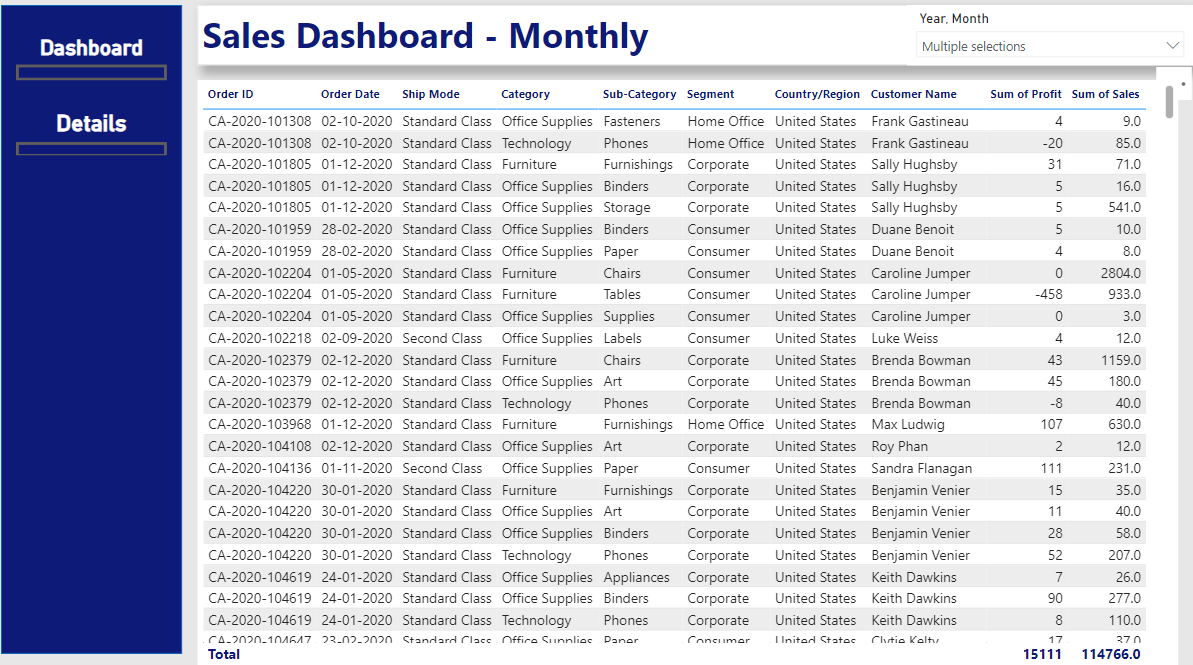 Dashboard
Details
Sales Dashboard - Monthly
Year, Month
Multiple selections
Order ID Order Date Ship Mode Category Sub-Category Segment Country/Region Customer Name Sum of Profit Sum of Sales
CA-2020-101308 02-10-2020 Standard Class Office Supplies Fasteners Home Office United States Frank Gastineau 4 9.0
CA-2020-101308 02-10-2020 Standard Class Technology Phones Home Office United States Frank Gastineau -20 85.0
CA-2020-101805 01-12-2020 Standard Class Furniture Furnishings Corporate United States Sally Hughsby 31 71.0
CA-2020-101805 01-12-2020 Standard Class Office Supplies Binders Corporate United States Sally Hughsby 5 16.0
CA-2020-101805 01-12-2020 Standard Class Office Supplies Storage Corporate United States Sally Hughsby 5 541.0
CA-2020-101959 28-02-2020 Standard Class Office Supplies Binders Consumer United States Duane Benoit 5 10.0
CA-2020-101959 28-02-2020 Standard Class Office Supplies Paper Consumer United States Duane Benoit 4 8.0
CA-2020-102204 01-05-2020 Standard Class Furniture Chairs Consumer United States Caroline Jumper 0 2804.0
CA-2020-102204 01-05-2020 Standard Class Furniture Tables Consumer United States Caroline Jumper -458 933.0
CA-2020-102204 01-05-2020 Standard Class Office Supplies Supplies Consumer United States Caroline Jumper 0 3.0
CA-2020-102218 02-09-2020 Second Class Office Supplies Labels Consumer United States Luke Weiss 4 12.0
CA-2020-102379 02-12-2020 Standard Class Furniture Chairs Corporate United States Brenda Bowman 43 1159.0
CA-2020-102379 02-12-2020 Standard Class Office Supplies Art Corporate United States Brenda Bowman 45 180.0
CA-2020-102379 02-12-2020 Standard Class Technology Phones Corporate United States Brenda Bowman -8 40.0
CA-2020-103968 01-12-2020 Standard Class Furniture Furnishings Home Office United States Max Ludwig 107 630.0
CA-2020-104108 02-12-2020 Standard Class Office Supplies Art Corporate United States Roy Phan 2 12.0
CA-2020-104136 01-11-2020 Second Class Office Supplies Paper Consumer United States Sandra Flanagan 111 231.0
CA-2020-104220 30-01-2020 Standard Class Furniture Furnishings Corporate United States Benjamin Venier 15 35.0
CA-2020-104220 30-01-2020 Standard Class Office Supplies Art Corporate United States Benjamin Venier 11 40.0
CA-2020-104220 30-01-2020 Standard Class Office Supplies Binders Corporate United States Benjamin Venier 28 58.0
CA-2020-104220 30-01-2020 Standard Class Technology Phones Corporate United States Benjamin Venier 52 207.0
CA-2020-104619 24-01-2020 Standard Class Office Supplies Appliances Corporate United States Keith Dawkins 7 26.0
CA-2020-104619 24-01-2020 Standard Class Office Supplies Binders Corporate United States Keith Dawkins 90 277.0
CA-2020-104619 24-01-2020 Standard Class Technology Phones Corporate United States Keith Dawkins 8 110.0
CA-2020-104647 23-02-2020 Standard Class Office Supplies Paper Consumer United States Clytie Kelty 17 37.0
Total 15111 114766.0